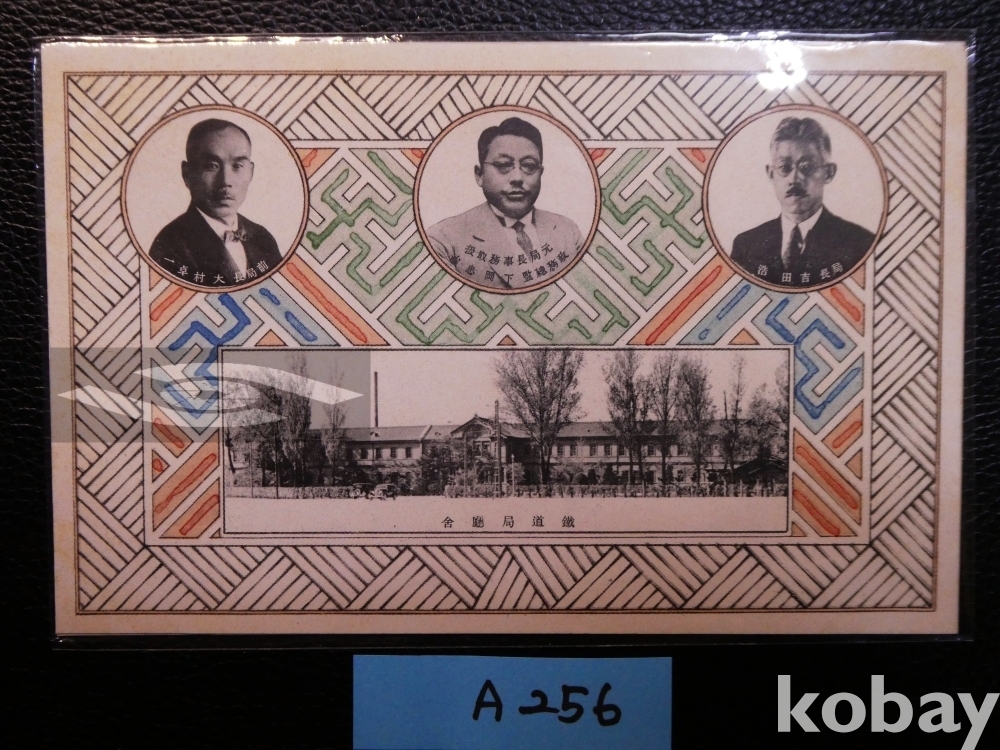 一卓村大長局前
元局長事務取扱
政務總監下岡忠治
浩田吉長局
舍廳局道鐵
A256
kobay